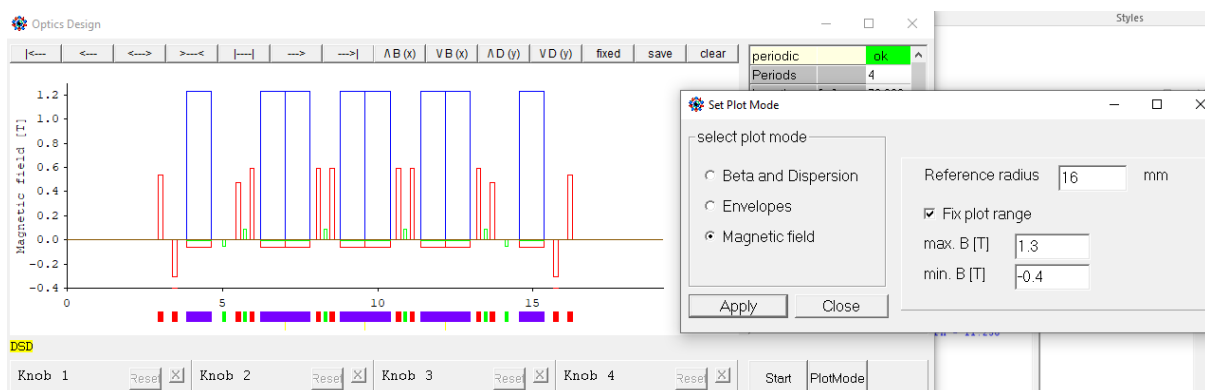 Optics Design
Styles
|<--- <--- <---> >---< |----| ---> --->| Λ B (x) V B (x) Λ D (y) V D (y) fixed save clear
periodic ok
Periods 4
Set Plot Mode
select plot mode
Beta and Dispersion
Envelopes
Magnetic field
Apply Close
Reference radius 16 mm
Fix plot range
max. B [T] 1.3
min. B [T] -0.4
Magnetic field [T]
1.2
1.0
0.8
0.6
0.4
0.2
0.0
-0.2
-0.4
0 5 10 15
DSD
Knob 1 Reset X Knob 2 Reset X Knob 3 Reset X Knob 4 Reset X Start PlotMode